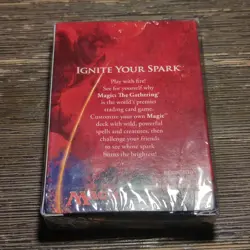 IGNITE YOUR SPARK
Play with fire!
See for yourself why
Magic: The Gathering®
is the world's premier
trading card game.
Customize your own Magic™
deck with wild, powerful
spells and creatures, then
challenge your friends
to see whose spark
burns the brightest!